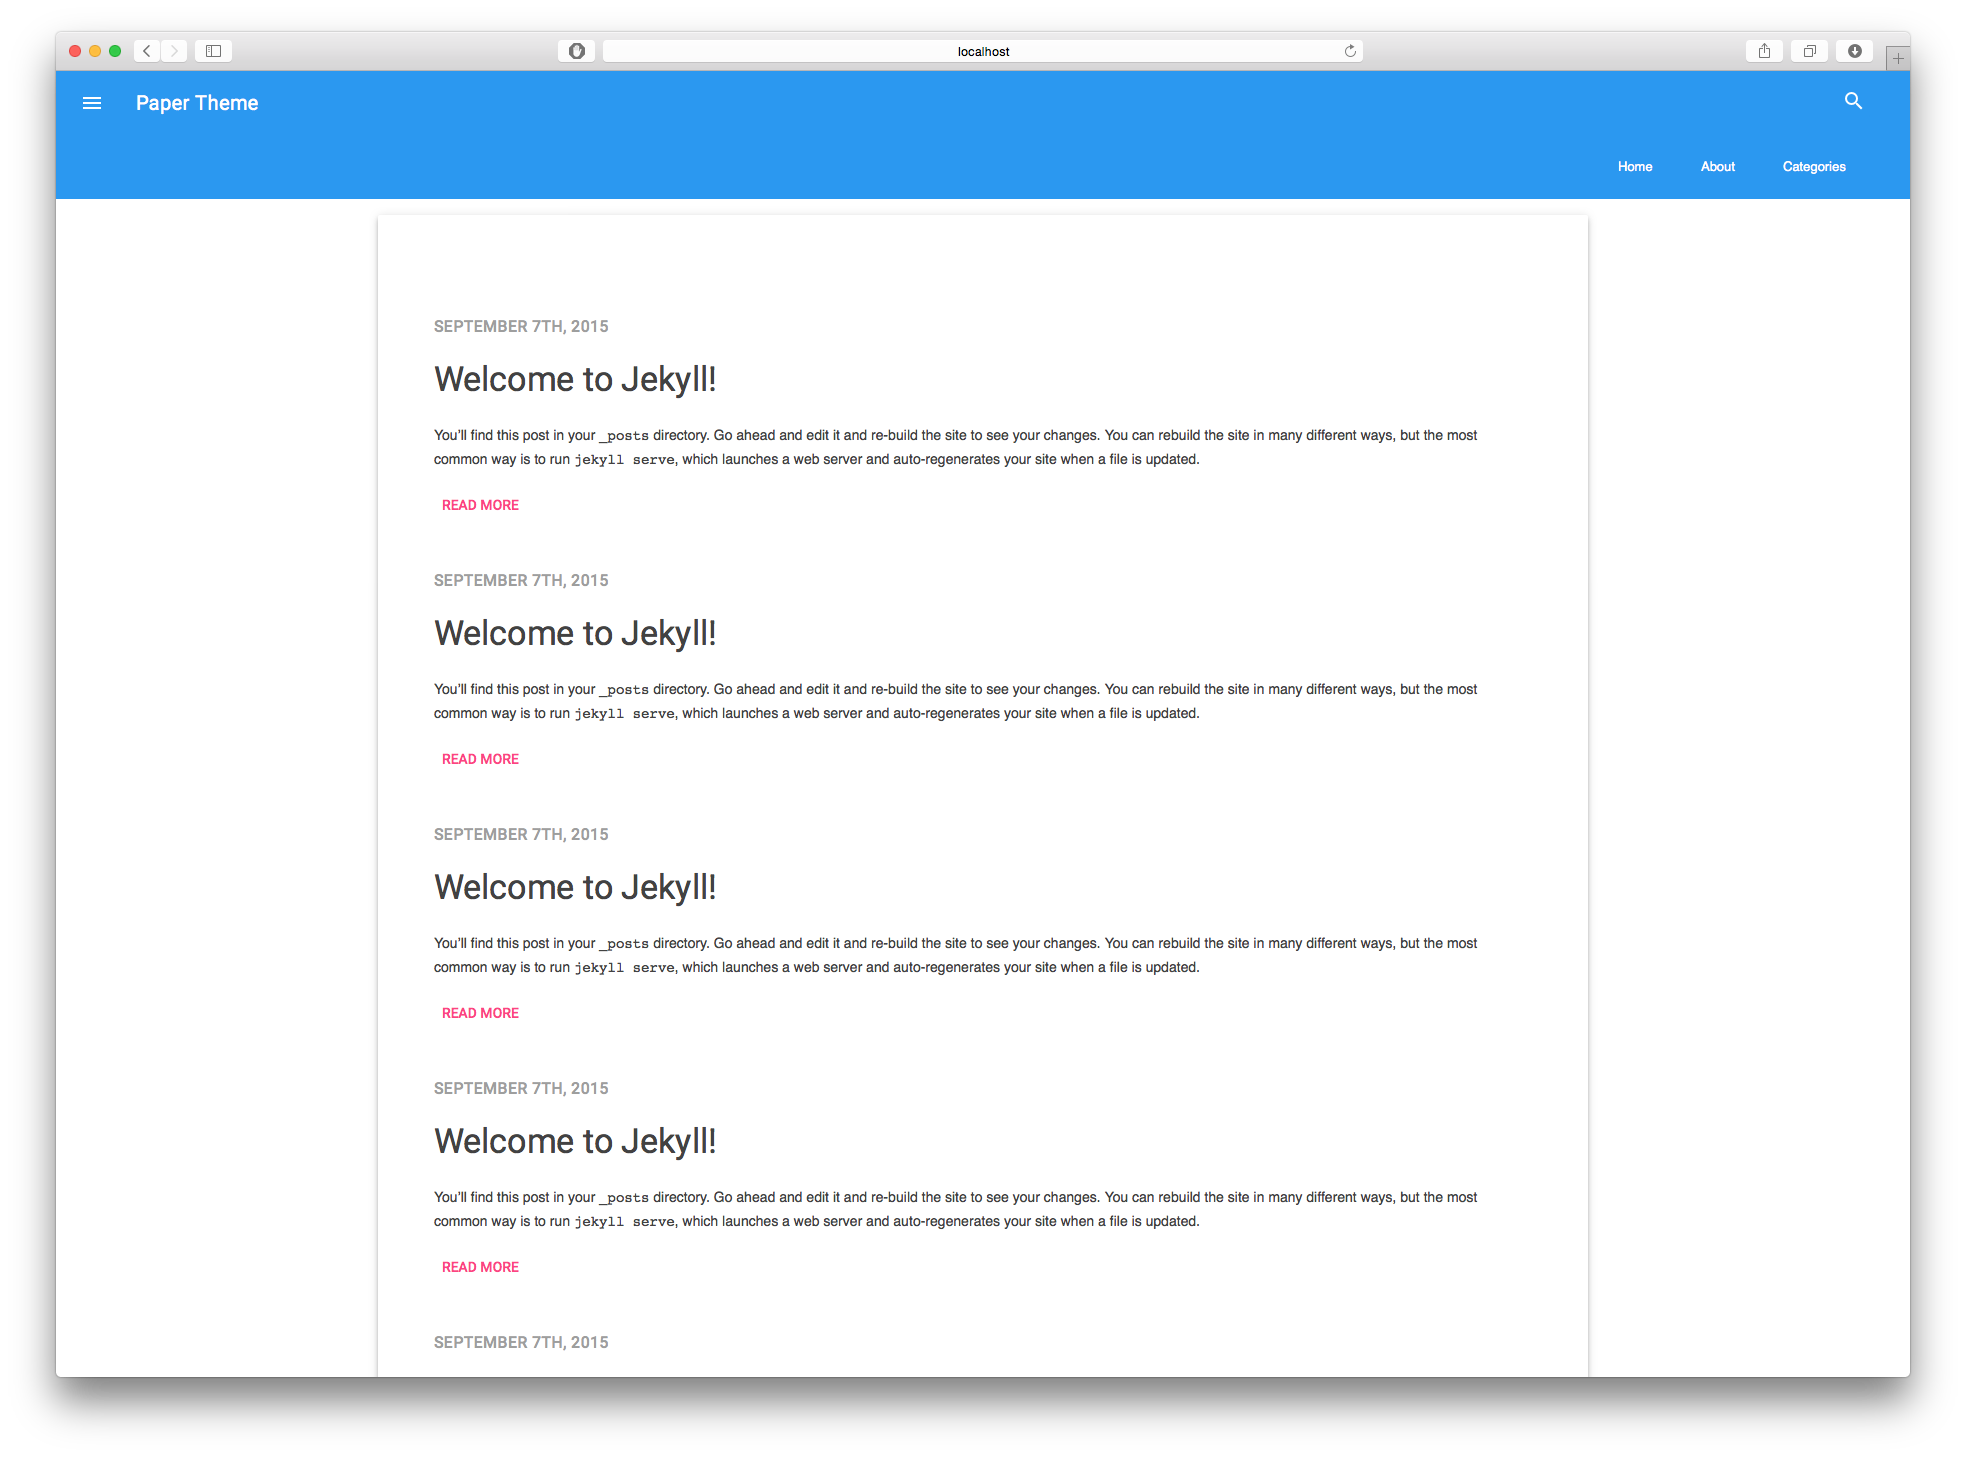 localhost
Paper Theme
Home About Categories
SEPTEMBER 7TH, 2015
Welcome to Jekyll!
You’ll find this post in your _posts directory. Go ahead and edit it and re-build the site to see your changes. You can rebuild the site in many different ways, but the most
common way is to run jekyll serve, which launches a web server and auto-regenerates your site when a file is updated.
READ MORE
SEPTEMBER 7TH, 2015
Welcome to Jekyll!
You’ll find this post in your _posts directory. Go ahead and edit it and re-build the site to see your changes. You can rebuild the site in many different ways, but the most
common way is to run jekyll serve, which launches a web server and auto-regenerates your site when a file is updated.
READ MORE
SEPTEMBER 7TH, 2015
Welcome to Jekyll!
You’ll find this post in your _posts directory. Go ahead and edit it and re-build the site to see your changes. You can rebuild the site in many different ways, but the most
common way is to run jekyll serve, which launches a web server and auto-regenerates your site when a file is updated.
READ MORE
SEPTEMBER 7TH, 2015
Welcome to Jekyll!
You’ll find this post in your _posts directory. Go ahead and edit it and re-build the site to see your changes. You can rebuild the site in many different ways, but the most
common way is to run jekyll serve, which launches a web server and auto-regenerates your site when a file is updated.
READ MORE
SEPTEMBER 7TH, 2015